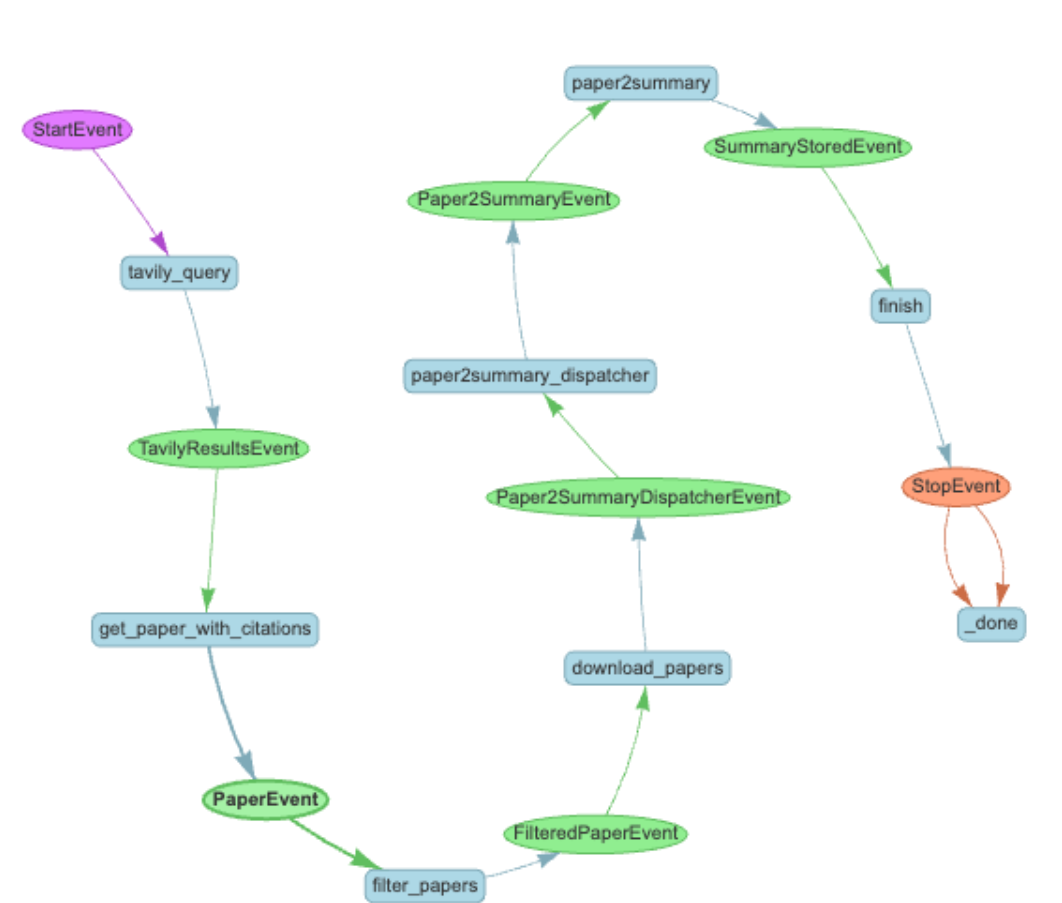 StartEvent
tavily_query
TavilyResultsEvent
get_paper_with_citations
PaperEvent
filter_papers
FilteredPaperEvent
download_papers
Paper2SummaryDispatcherEvent
paper2summary_dispatcher
Paper2SummaryEvent
paper2summary
SummaryStoredEvent
finish
StopEvent
_done